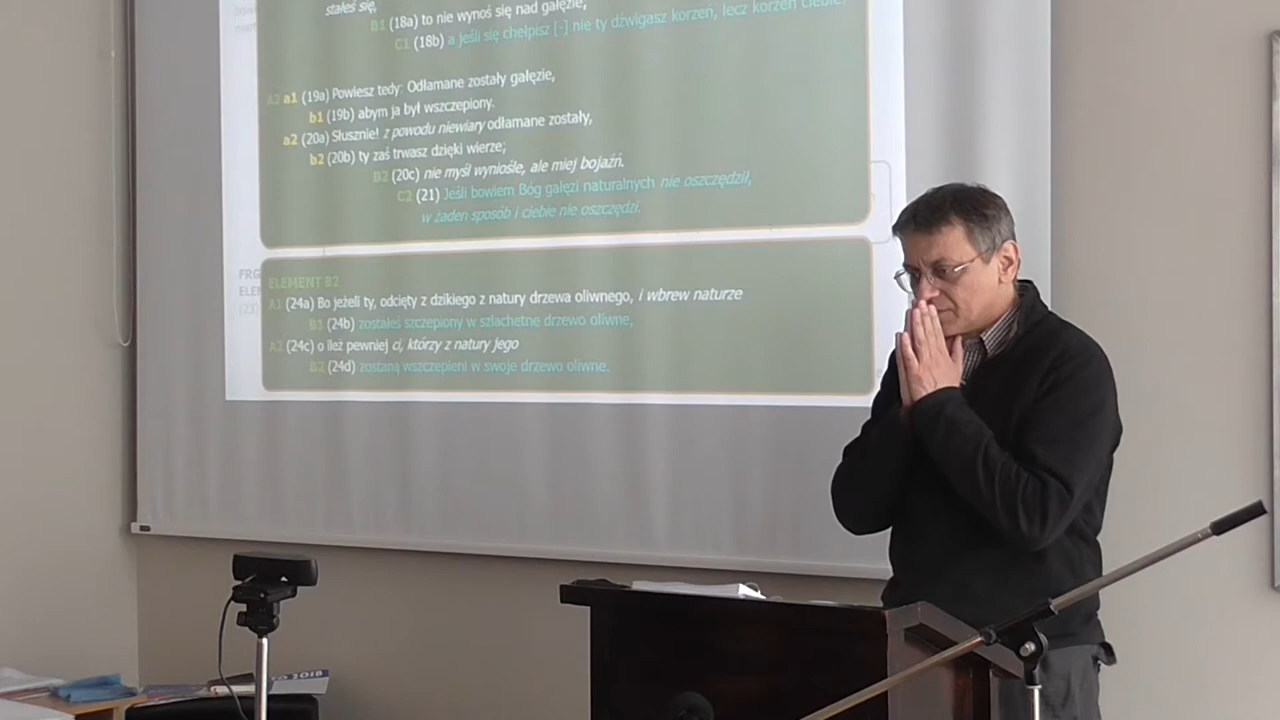 stałeś się,
B1 (18a) to nie wynoś się nad gałęzie,
C1 (18b) a jeśli się chełpisz [-] nie ty dźwigasz korzeń, lecz korzeń ciebie.
A2 a1 (19a) Powiesz tedy: Odłamane zostały gałęzie,
b1 (19b) abym ja był wszczepiony.
a2 (20a) Słusznie! z powodu niewiary odłamane zostały,
b2 (20b) ty zaś trwasz dzięki wierze;
B2 (20c) nie myśl wyniośle, ale miej bojaźń.
C2 (21) Jeśli bowiem Bóg gałęzi naturalnych nie oszczędził,
w żaden sposób i ciebie nie oszczędzi.
FRG
ELEM
(23)
ELEMENT B2
A1 (24a) Bo jeżeli ty, odcięty z dzikiego z natury drzewa oliwnego, i wbrew naturze
B1 (24b) zostałeś szczepiony w szlachetne drzewo oliwne,
A2 (24c) o ileż pewniej ci, którzy z natury jego
B2 (24d) zostaną wszczepieni w swoje drzewo oliwne.
2018